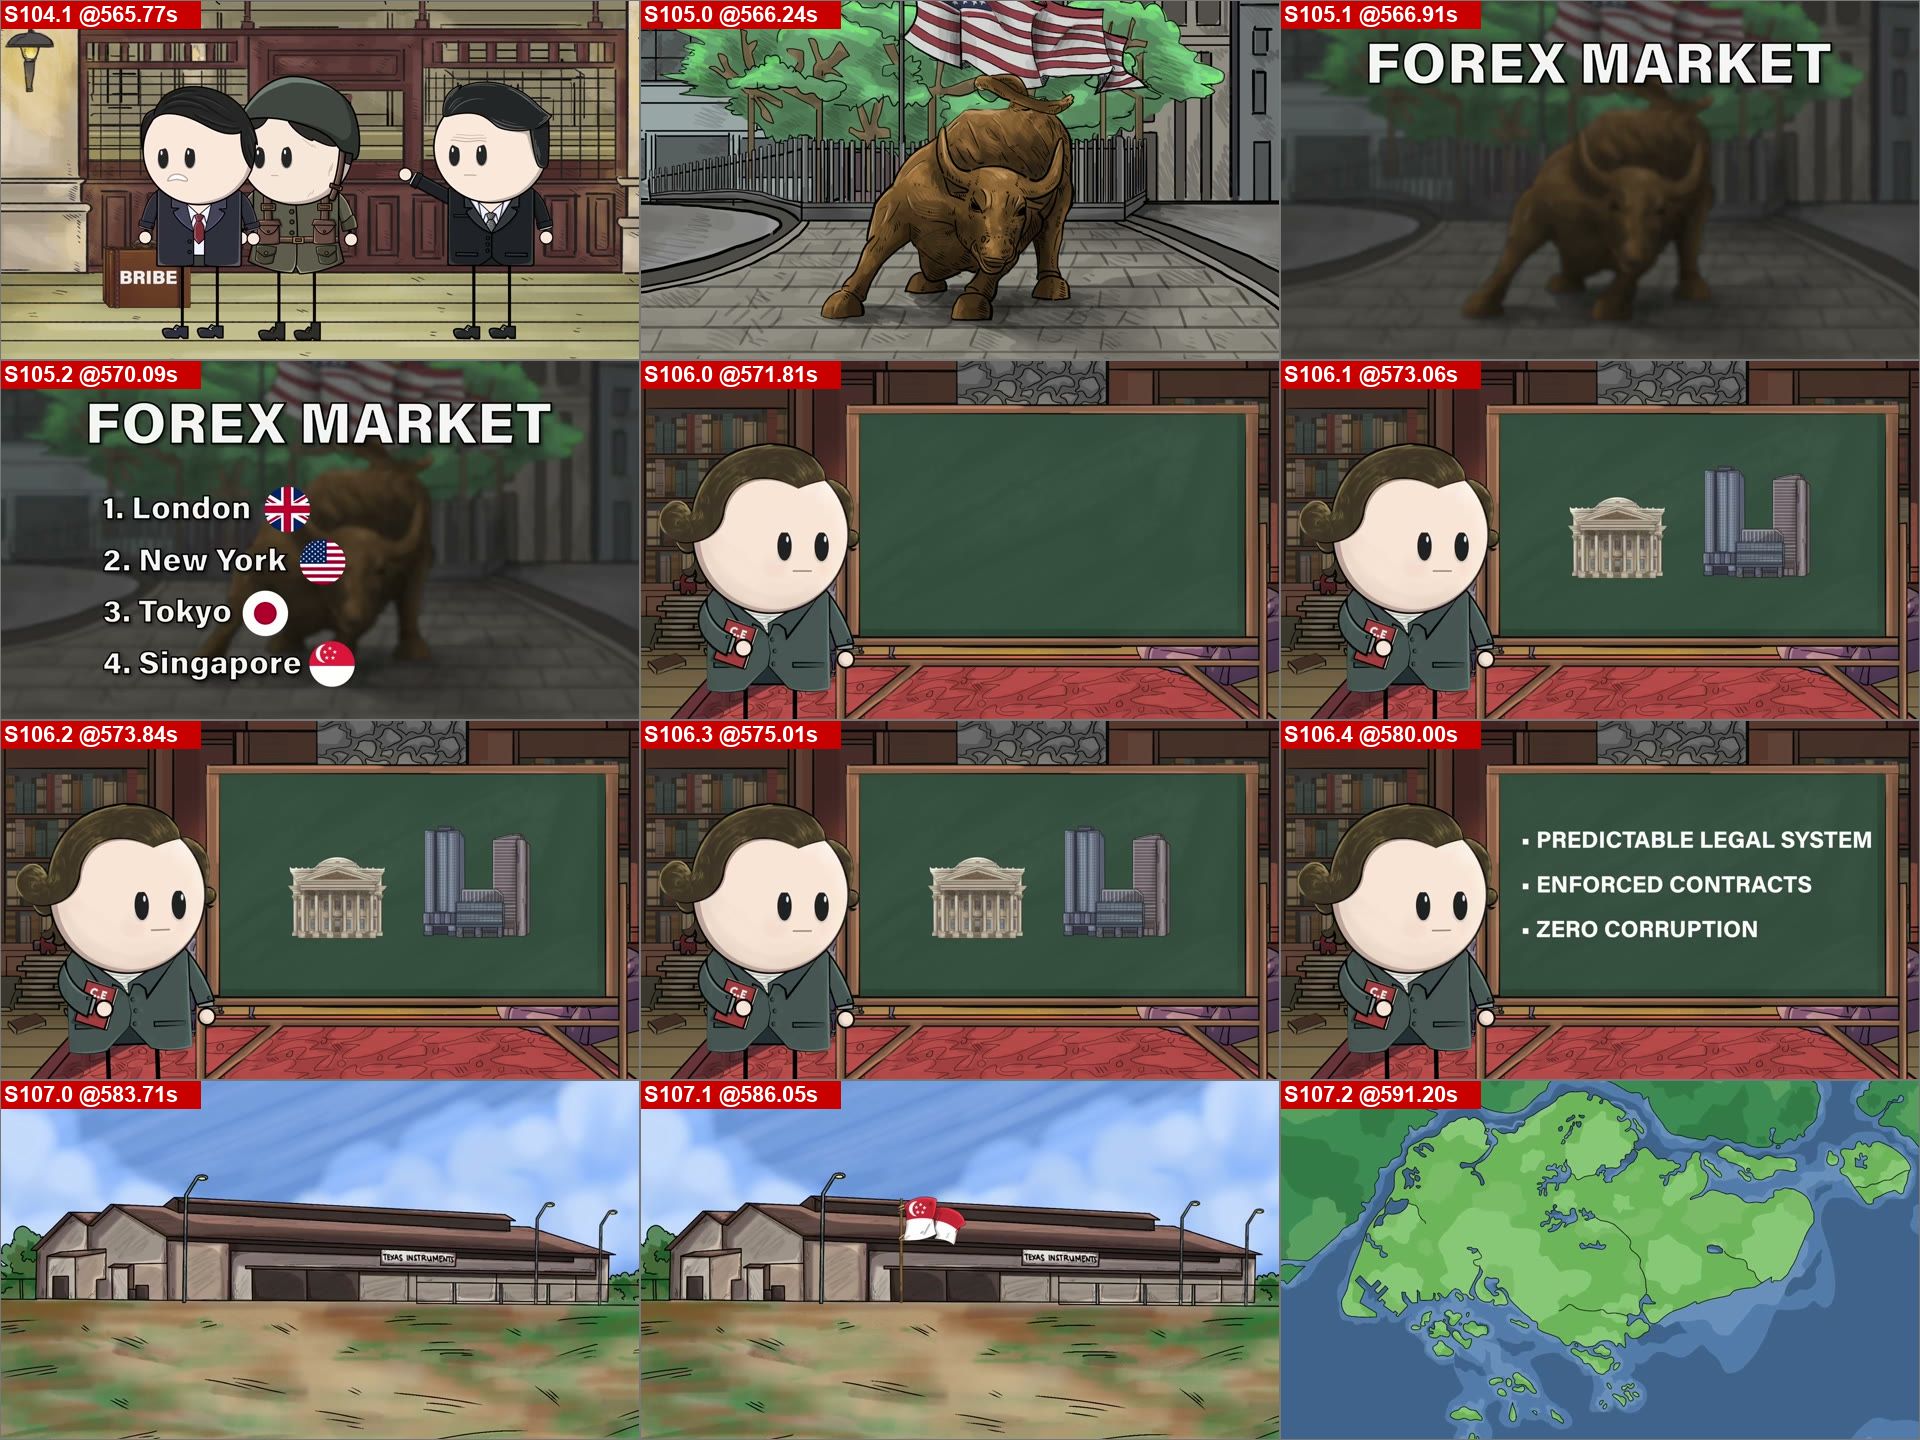 S104.1 @565.77s
BRIBE
S105.0 @566.24s
S105.1 @566.91s
FOREX MARKET
S105.2 @570.09s
FOREX MARKET
1. London
2. New York
3. Tokyo
4. Singapore
S106.0 @571.81s
C.E
S106.1 @573.06s
C.E
S106.2 @573.84s
C.E
S106.3 @575.01s
C.E
S106.4 @580.00s
▪ PREDICTABLE LEGAL SYSTEM
▪ ENFORCED CONTRACTS
▪ ZERO CORRUPTION
C.E
S107.0 @583.71s
TEXAS INSTRUMENTS
S107.1 @586.05s
TEXAS INSTRUMENTS
S107.2 @591.20s